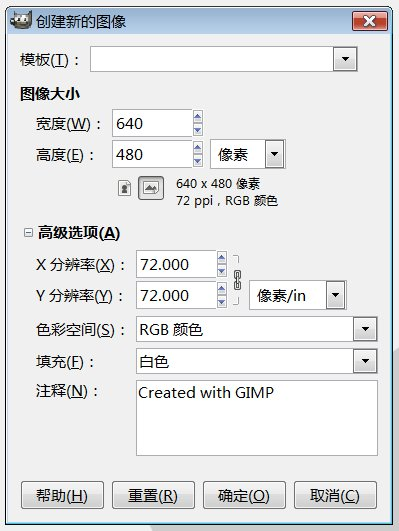 创建新的图像
模板(T)：
图像大小
宽度(W)： 640
高度(E)： 480 像素
640 x 480 像素
72 ppi，RGB 颜色
高级选项(A)
X 分辨率(X)： 72.000
Y 分辨率(Y)： 72.000 像素/in
色彩空间(S)： RGB 颜色
填充(F)： 白色
注释(N)： Created with GIMP
帮助(H) 重置(R) 确定(O) 取消(C)